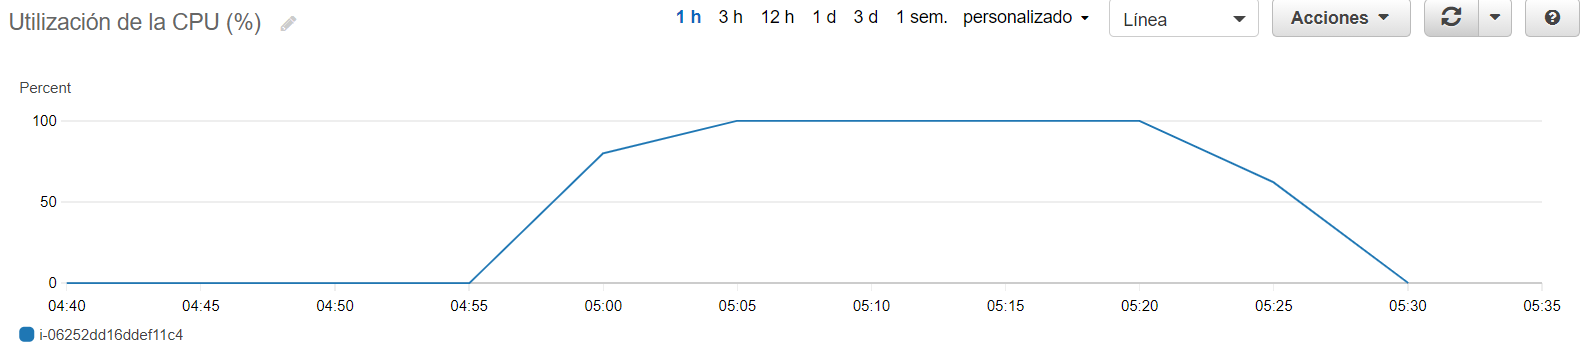 Utilización de la CPU (%) 1 h 3 h 12 h 1 d 3 d 1 sem. personalizado Línea Acciones
Percent
100
50
0
04:40 04:45 04:50 04:55 05:00 05:05 05:10 05:15 05:20 05:25 05:30 05:35
i-06252dd16ddef11c4